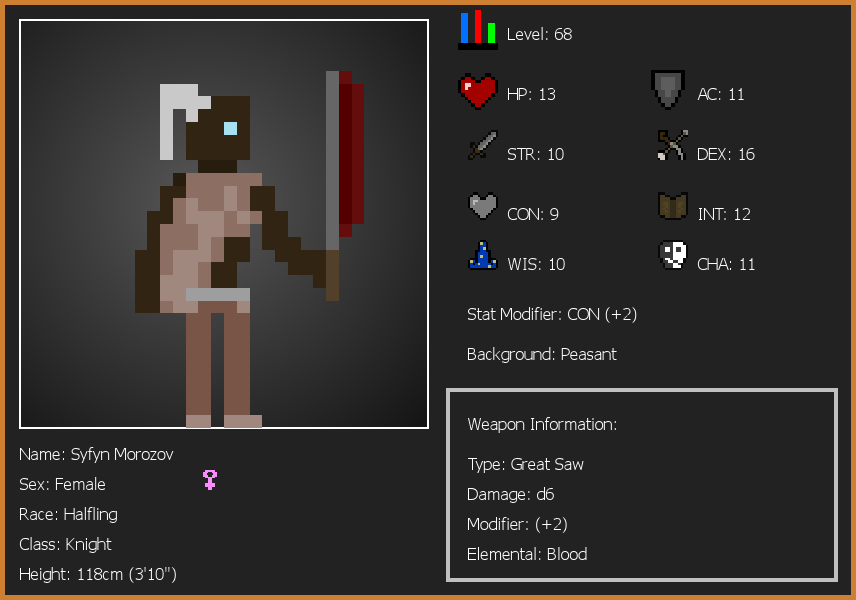 Level: 68
HP: 13
AC: 11
STR: 10
DEX: 16
CON: 9
INT: 12
WIS: 10
CHA: 11
Stat Modifier: CON (+2)
Background: Peasant
Weapon Information:
Type: Great Saw
Damage: d6
Modifier: (+2)
Elemental: Blood
Name: Syfyn Morozov
Sex: Female
Race: Halfling
Class: Knight
Height: 118cm (3'10")